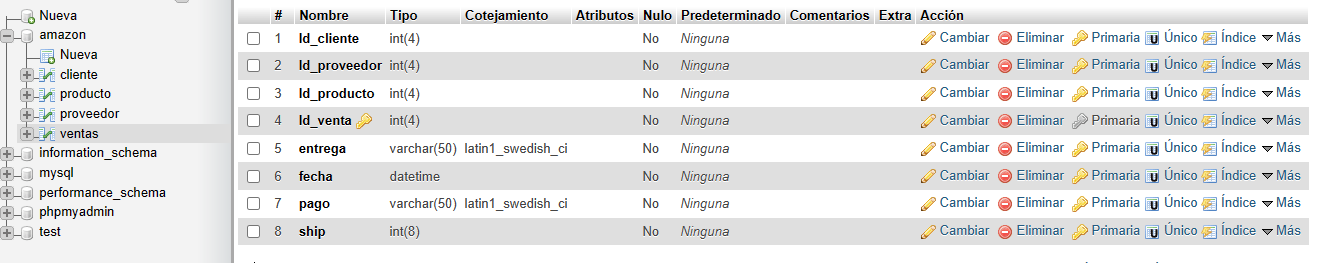 Nueva
amazon
Nueva
cliente
producto
proveedor
ventas
information_schema
mysql
performance_schema
phpmyadmin
test
# Nombre Tipo Cotejamiento Atributos Nulo Predeterminado Comentarios Extra Acción
1 Id_cliente int(4) No Ninguna Cambiar Eliminar Primaria Único Índice Más
2 Id_proveedor int(4) No Ninguna Cambiar Eliminar Primaria Único Índice Más
3 Id_producto int(4) No Ninguna Cambiar Eliminar Primaria Único Índice Más
4 Id_venta int(4) No Ninguna Cambiar Eliminar Primaria Único Índice Más
5 entrega varchar(50) latin1_swedish_ci No Ninguna Cambiar Eliminar Primaria Único Índice Más
6 fecha datetime No Ninguna Cambiar Eliminar Primaria Único Índice Más
7 pago varchar(50) latin1_swedish_ci No Ninguna Cambiar Eliminar Primaria Único Índice Más
8 ship int(8) No Ninguna Cambiar Eliminar Primaria Único Índice Más